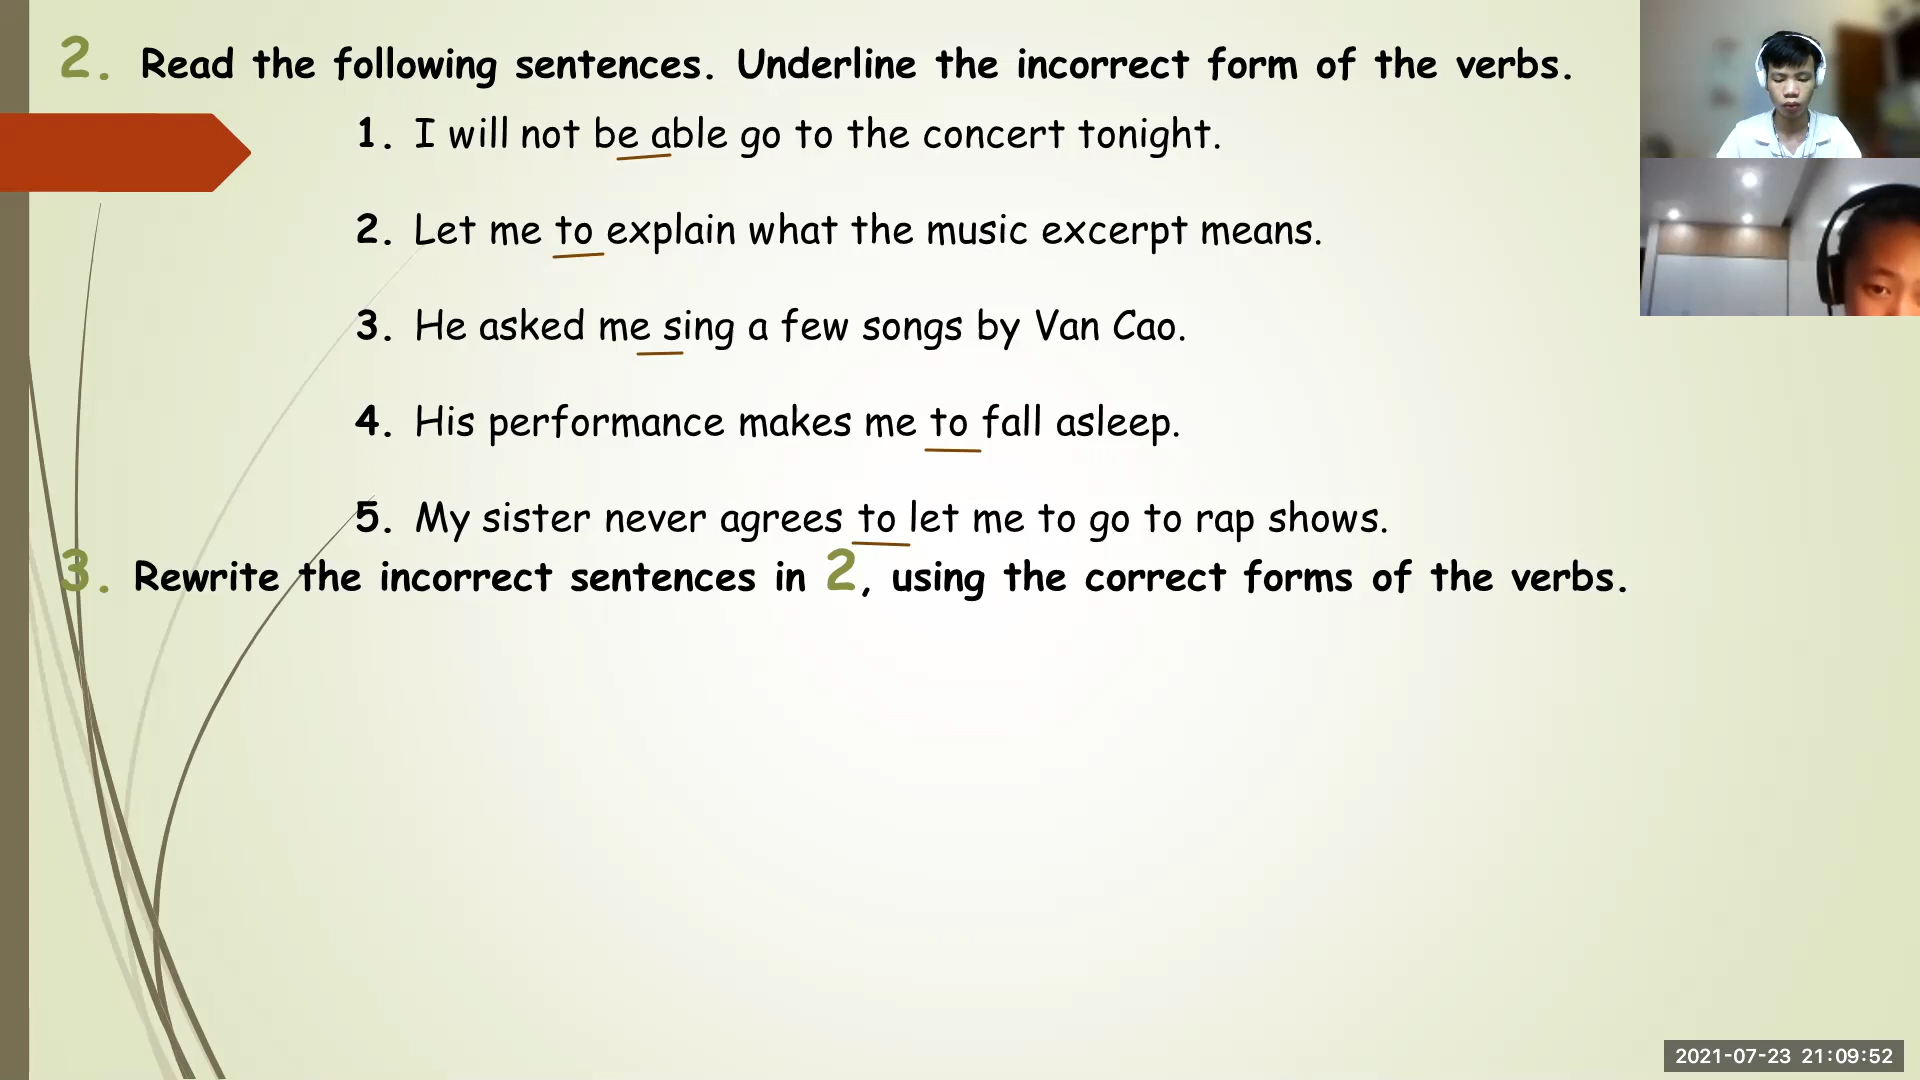 2. Read the following sentences. Underline the incorrect form of the verbs.
1. I will not be able go to the concert tonight.
2. Let me to explain what the music excerpt means.
3. He asked me sing a few songs by Van Cao.
4. His performance makes me to fall asleep.
5. My sister never agrees to let me to go to rap shows.
3. Rewrite the incorrect sentences in 2, using the correct forms of the verbs.
2021-07-23 21:09:52